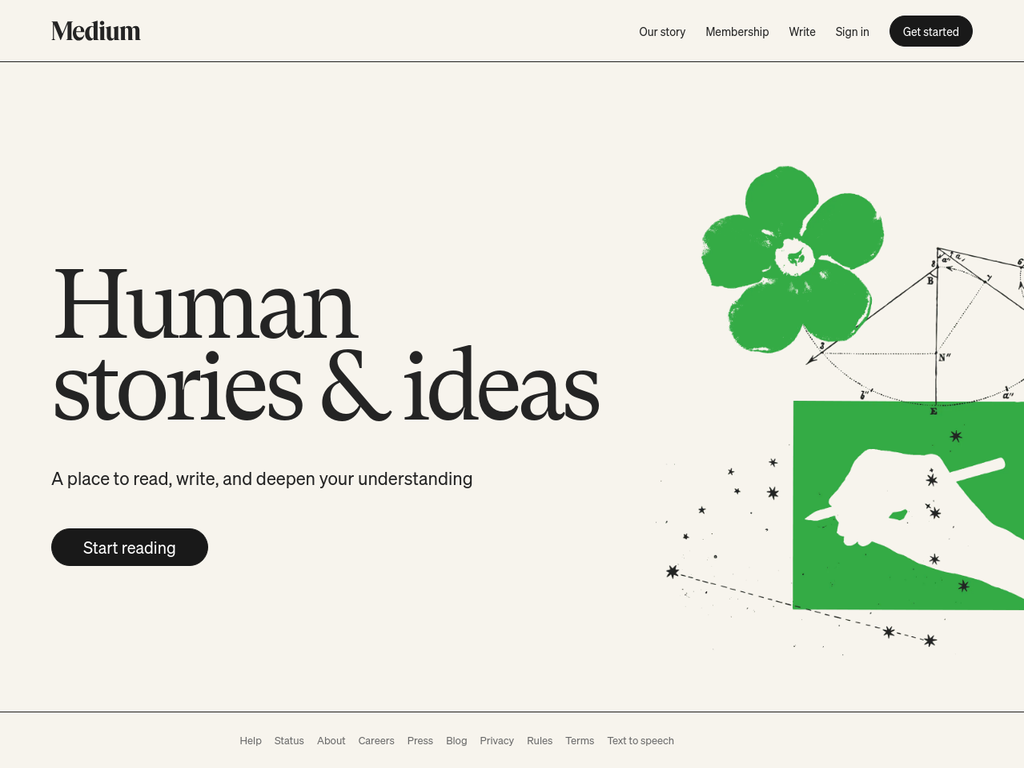 Medium
Our story Membership Write Sign in Get started
Human
stories & ideas
A place to read, write, and deepen your understanding
Start reading
B
N"
b"
a"
E
Help Status About Careers Press Blog Privacy Rules Terms Text to speech